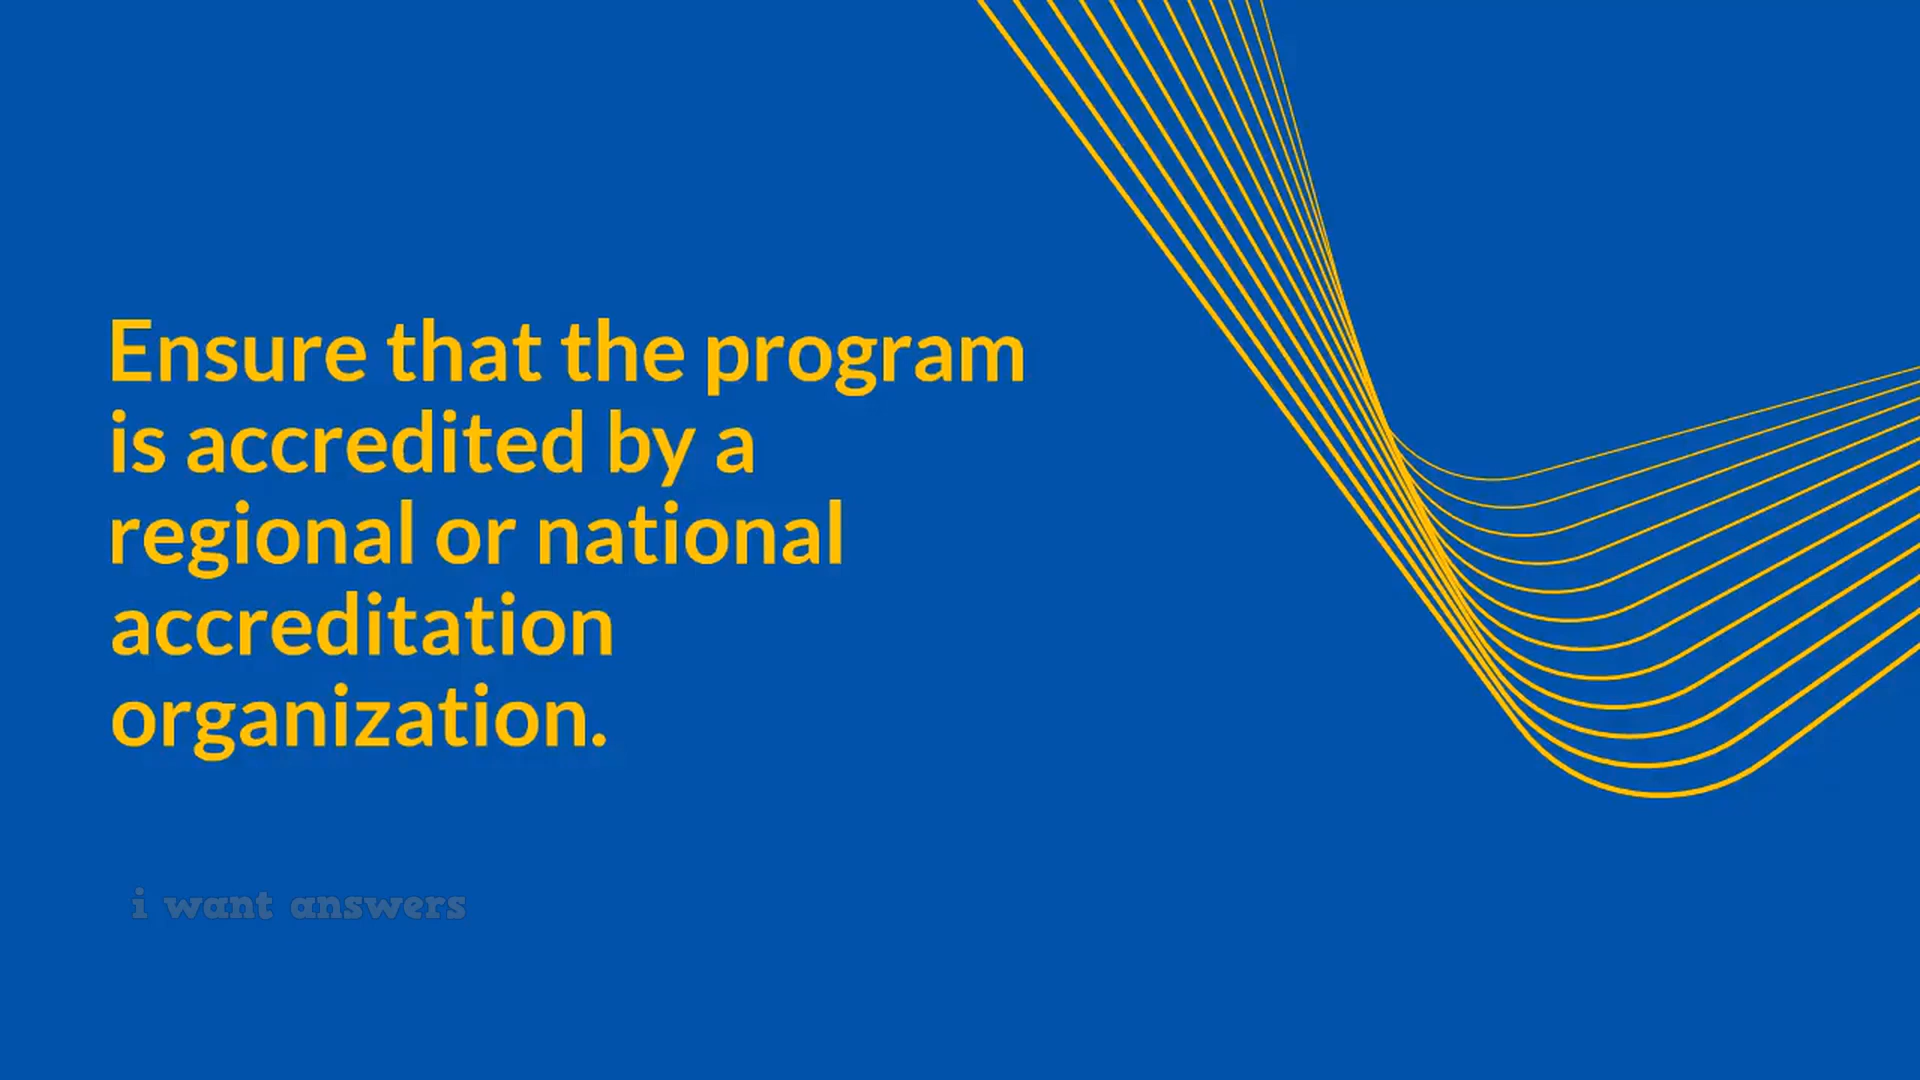 Ensure that the program
is accredited by a
regional or national
accreditation
organization.
i want answers